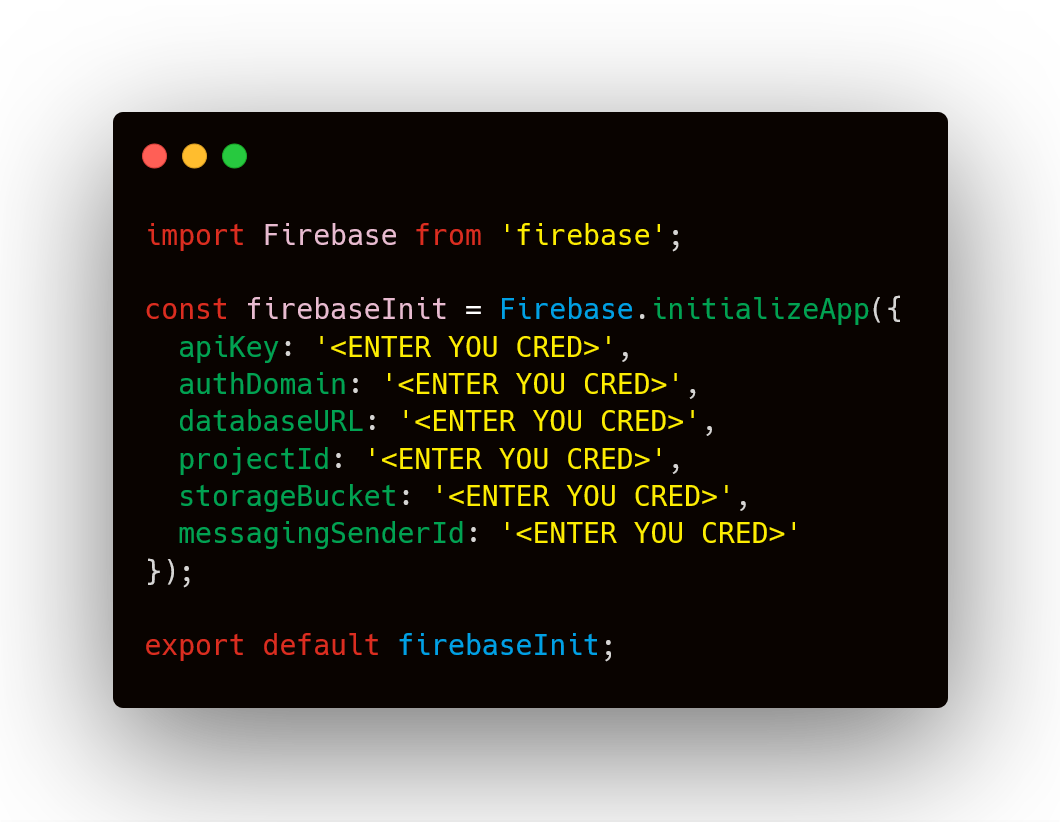 import Firebase from 'firebase';

const firebaseInit = Firebase.initializeApp({
  apiKey: '<ENTER YOU CRED>',
  authDomain: '<ENTER YOU CRED>',
  databaseURL: '<ENTER YOU CRED>',
  projectId: '<ENTER YOU CRED>',
  storageBucket: '<ENTER YOU CRED>',
  messagingSenderId: '<ENTER YOU CRED>'
});

export default firebaseInit;